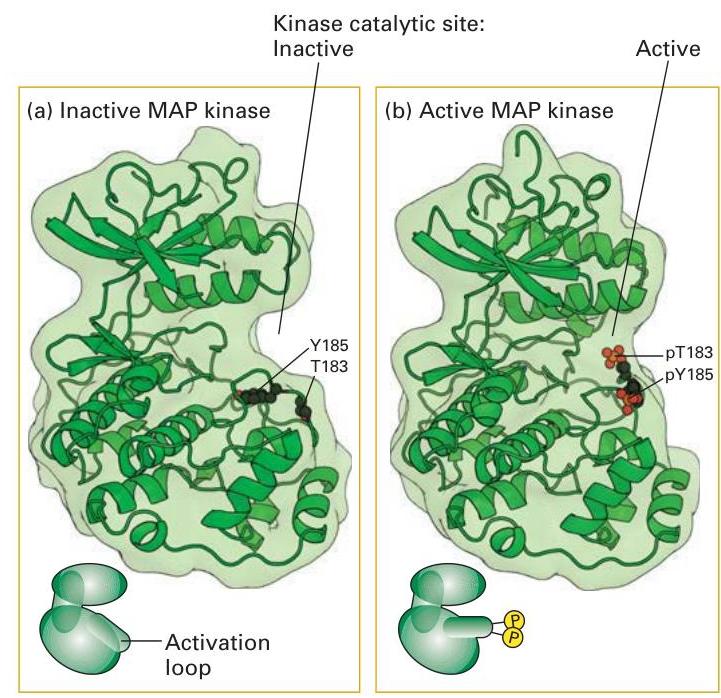 Kinase catalytic site:
Inactive
Active
(a) Inactive MAP kinase
(b) Active MAP kinase
Y185
T183
pT183
pY185
Activation
loop
P
P